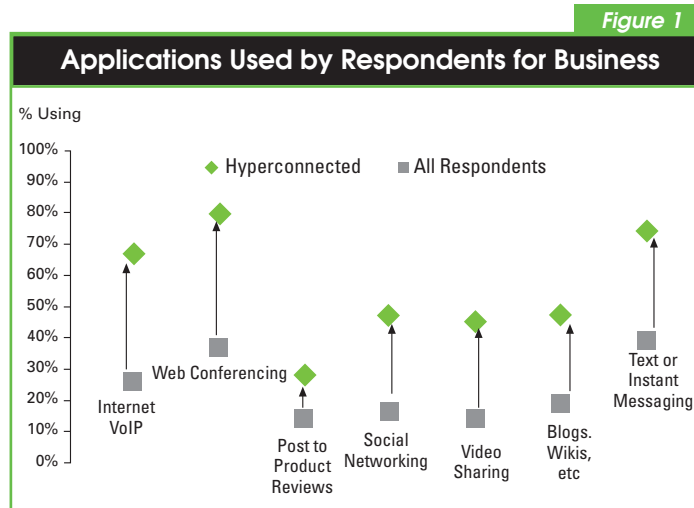 Figure 1
Applications Used by Respondents for Business
% Using
100%
90%
80%
70%
60%
50%
40%
30%
20%
10%
0%
Hyperconnected
All Respondents
Internet
VoIP
Web Conferencing
Post to
Product
Reviews
Social
Networking
Video
Sharing
Blogs.
Wikis,
etc
Text or
Instant
Messaging